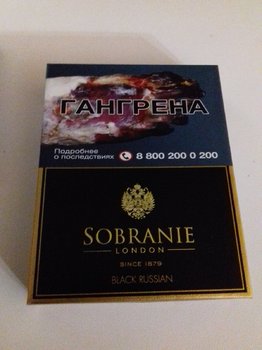 ГАНГРЕНА
Подробнее
о последствиях 8 800 200 0 200
SOBRANIE
LONDON
SINCE 1879
BLACK RUSSIAN